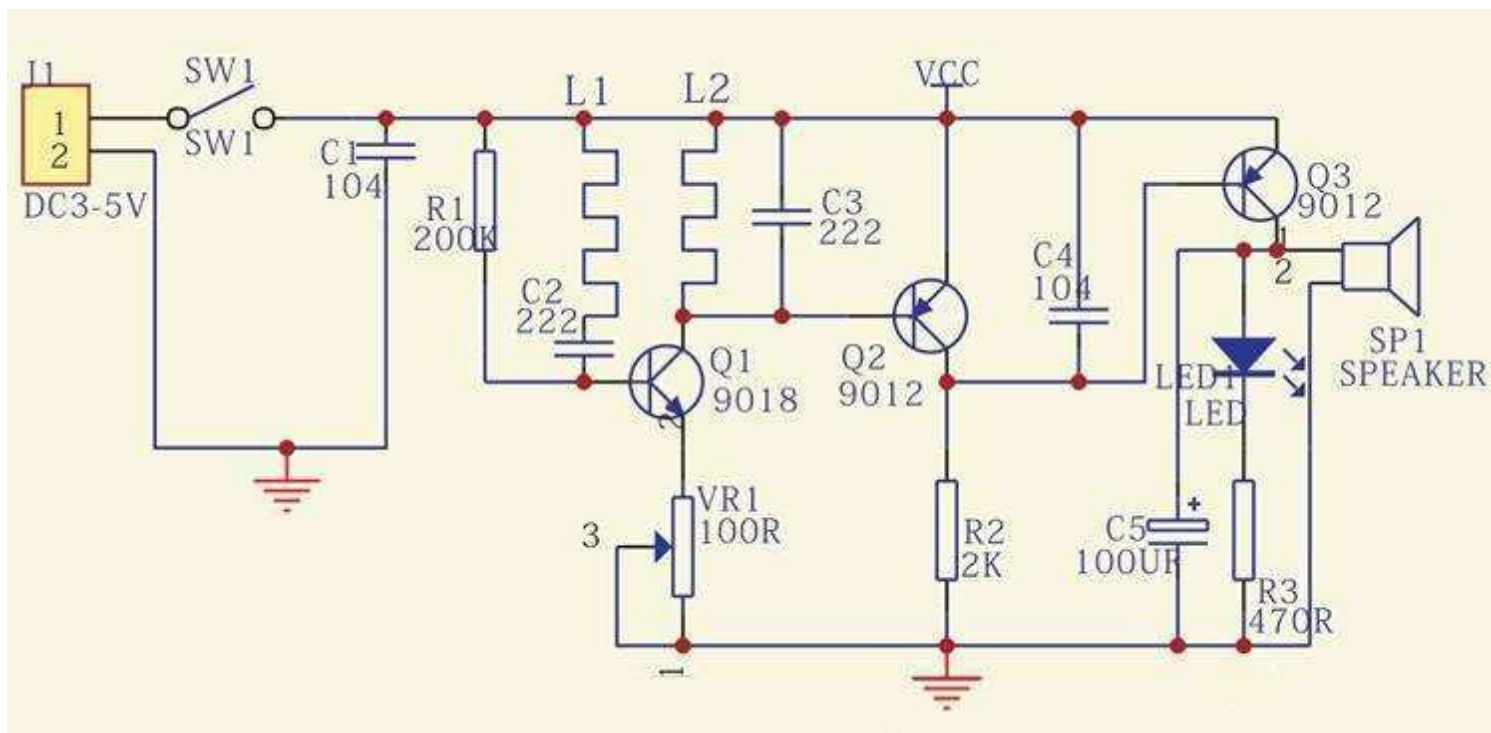 J1
1
2
DC3-5V
SW1
SW1
C1
104
R1
200K
L1
L2
C2
222
C3
222
Q1
9018
2
VR1
100R
3
1
VCC
Q2
9012
R2
2K
C4
104
Q3
9012
1
2
SP1
SPEAKER
LED1
LED
+
C5
100UF
R3
470R